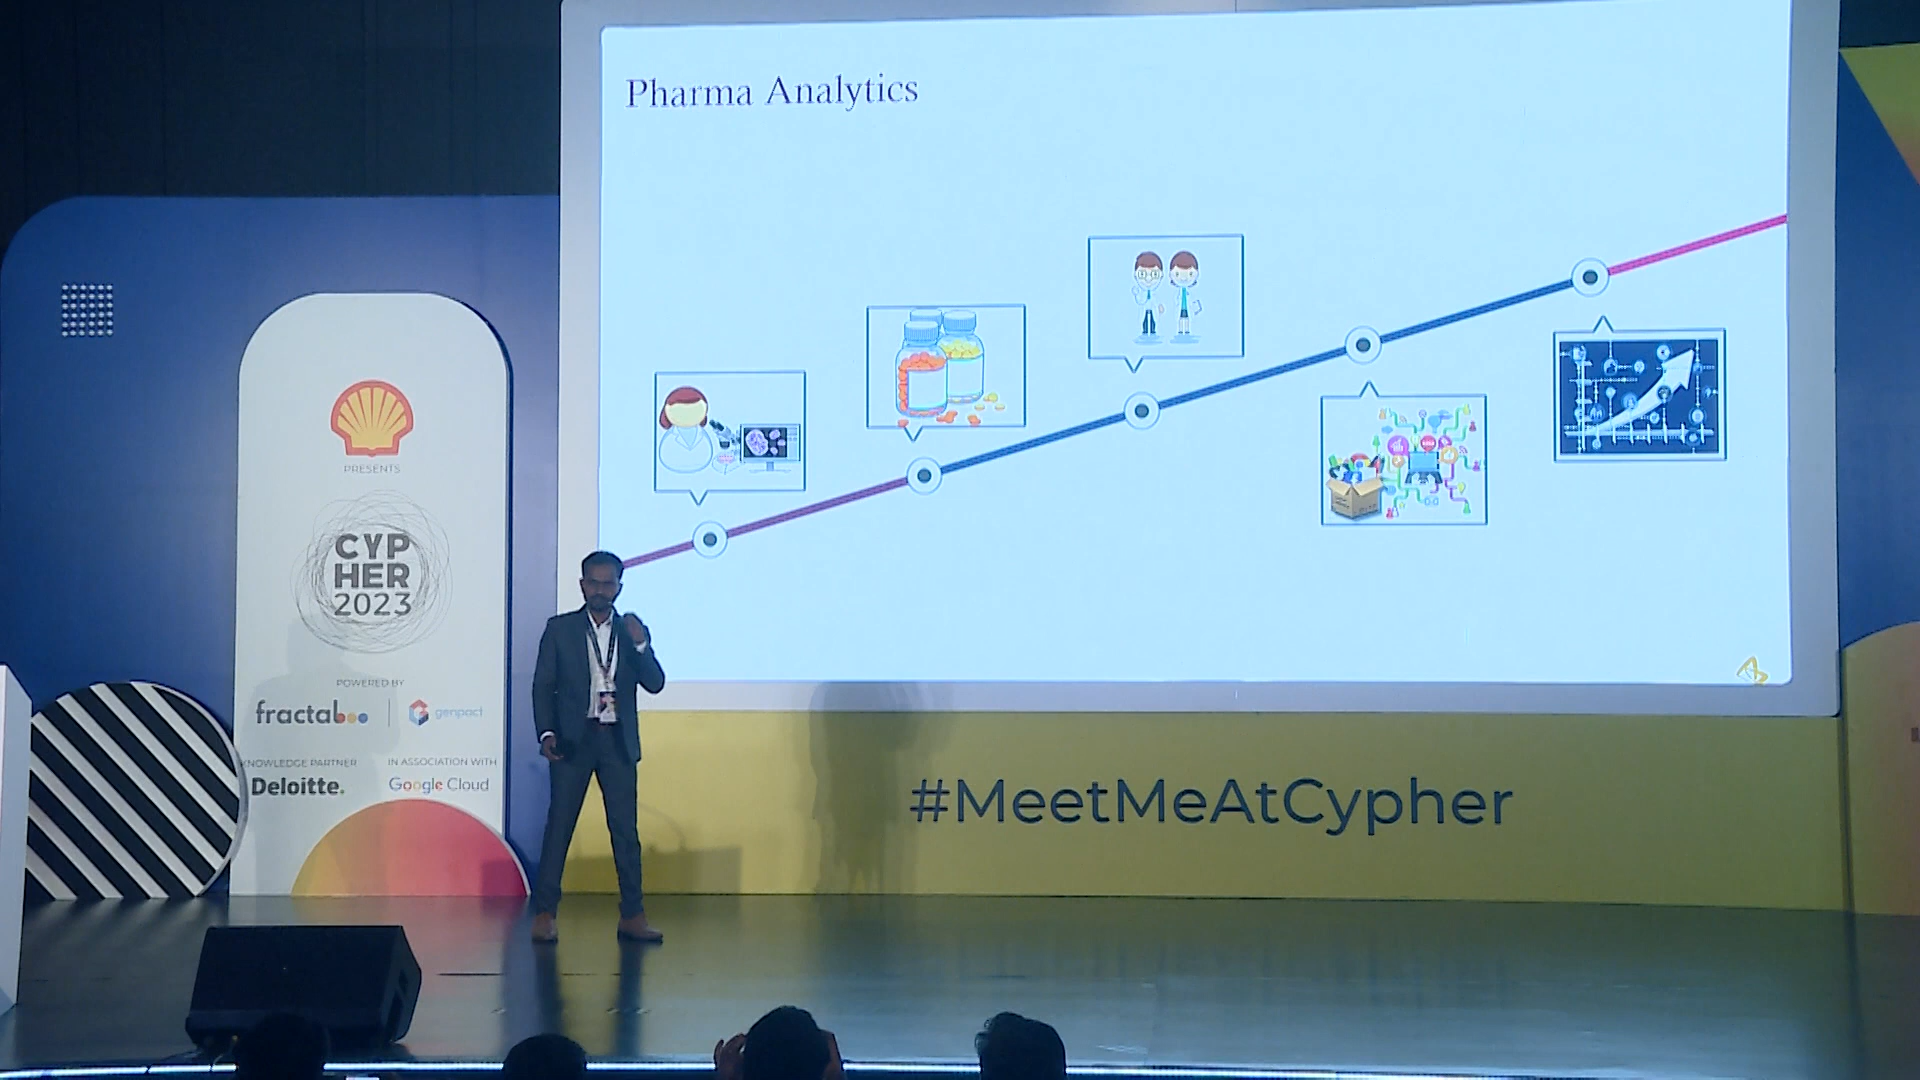 Pharma Analytics
PRESENTS
CYP
HER
2023
POWERED BY
fractal
genpact
KNOWLEDGE PARTNER
IN ASSOCIATION WITH
Deloitte.
Google Cloud
#MeetMeAtCypher